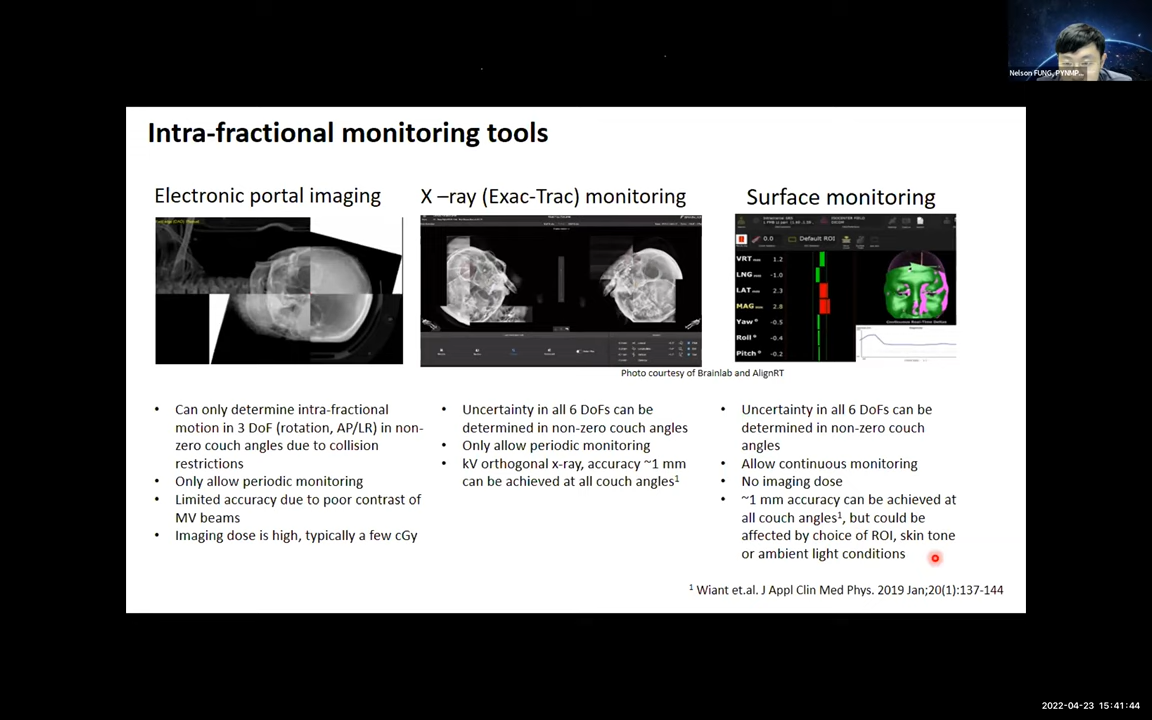 Nelson FUNG, PYNMP...
Intra-fractional monitoring tools
Electronic portal imaging
X –ray (Exac-Trac) monitoring
Surface monitoring
0.0
Default ROI
VRT 1.2
LNG -1.0
LAT 2.3
MAG 2.8
Yaw° -0.5
Roll° -0.4
Pitch° -0.2
Photo courtesy of Brainlab and AlignRT
• Can only determine intra-fractional
motion in 3 DoF (rotation, AP/LR) in non-
zero couch angles due to collision
restrictions
• Only allow periodic monitoring
• Limited accuracy due to poor contrast of
MV beams
• Imaging dose is high, typically a few cGy
• Uncertainty in all 6 DoFs can be
determined in non-zero couch angles
• Only allow periodic monitoring
• kV orthogonal x-ray, accuracy ~1 mm
can be achieved at all couch angles¹
• Uncertainty in all 6 DoFs can be
determined in non-zero couch
angles
• Allow continuous monitoring
• No imaging dose
• ~1 mm accuracy can be achieved at
all couch angles¹, but could be
affected by choice of ROI, skin tone
or ambient light conditions
¹ Wiant et.al. J Appl Clin Med Phys. 2019 Jan;20(1):137-144
2022-04-23 15:41:44